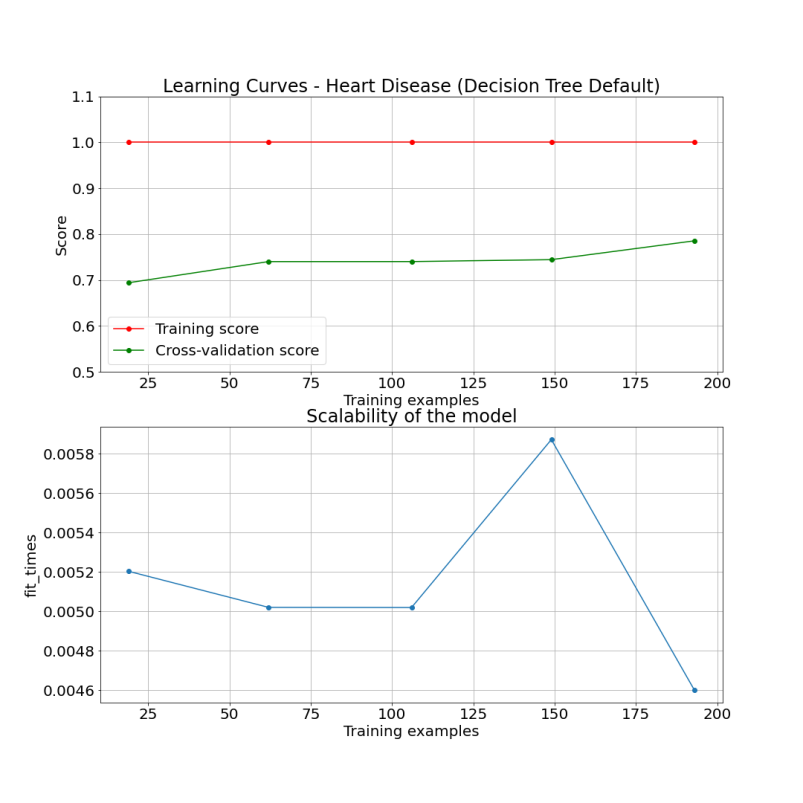 Learning Curves - Heart Disease (Decision Tree Default)
1.1
1.0
0.9
0.8
0.7
0.6
0.5
Score
Training score
Cross-validation score
25 50 75 100 125 150 175 200
Training examples
Scalability of the model
0.0058
0.0056
0.0054
0.0052
0.0050
0.0048
0.0046
fit_times
25 50 75 100 125 150 175 200
Training examples